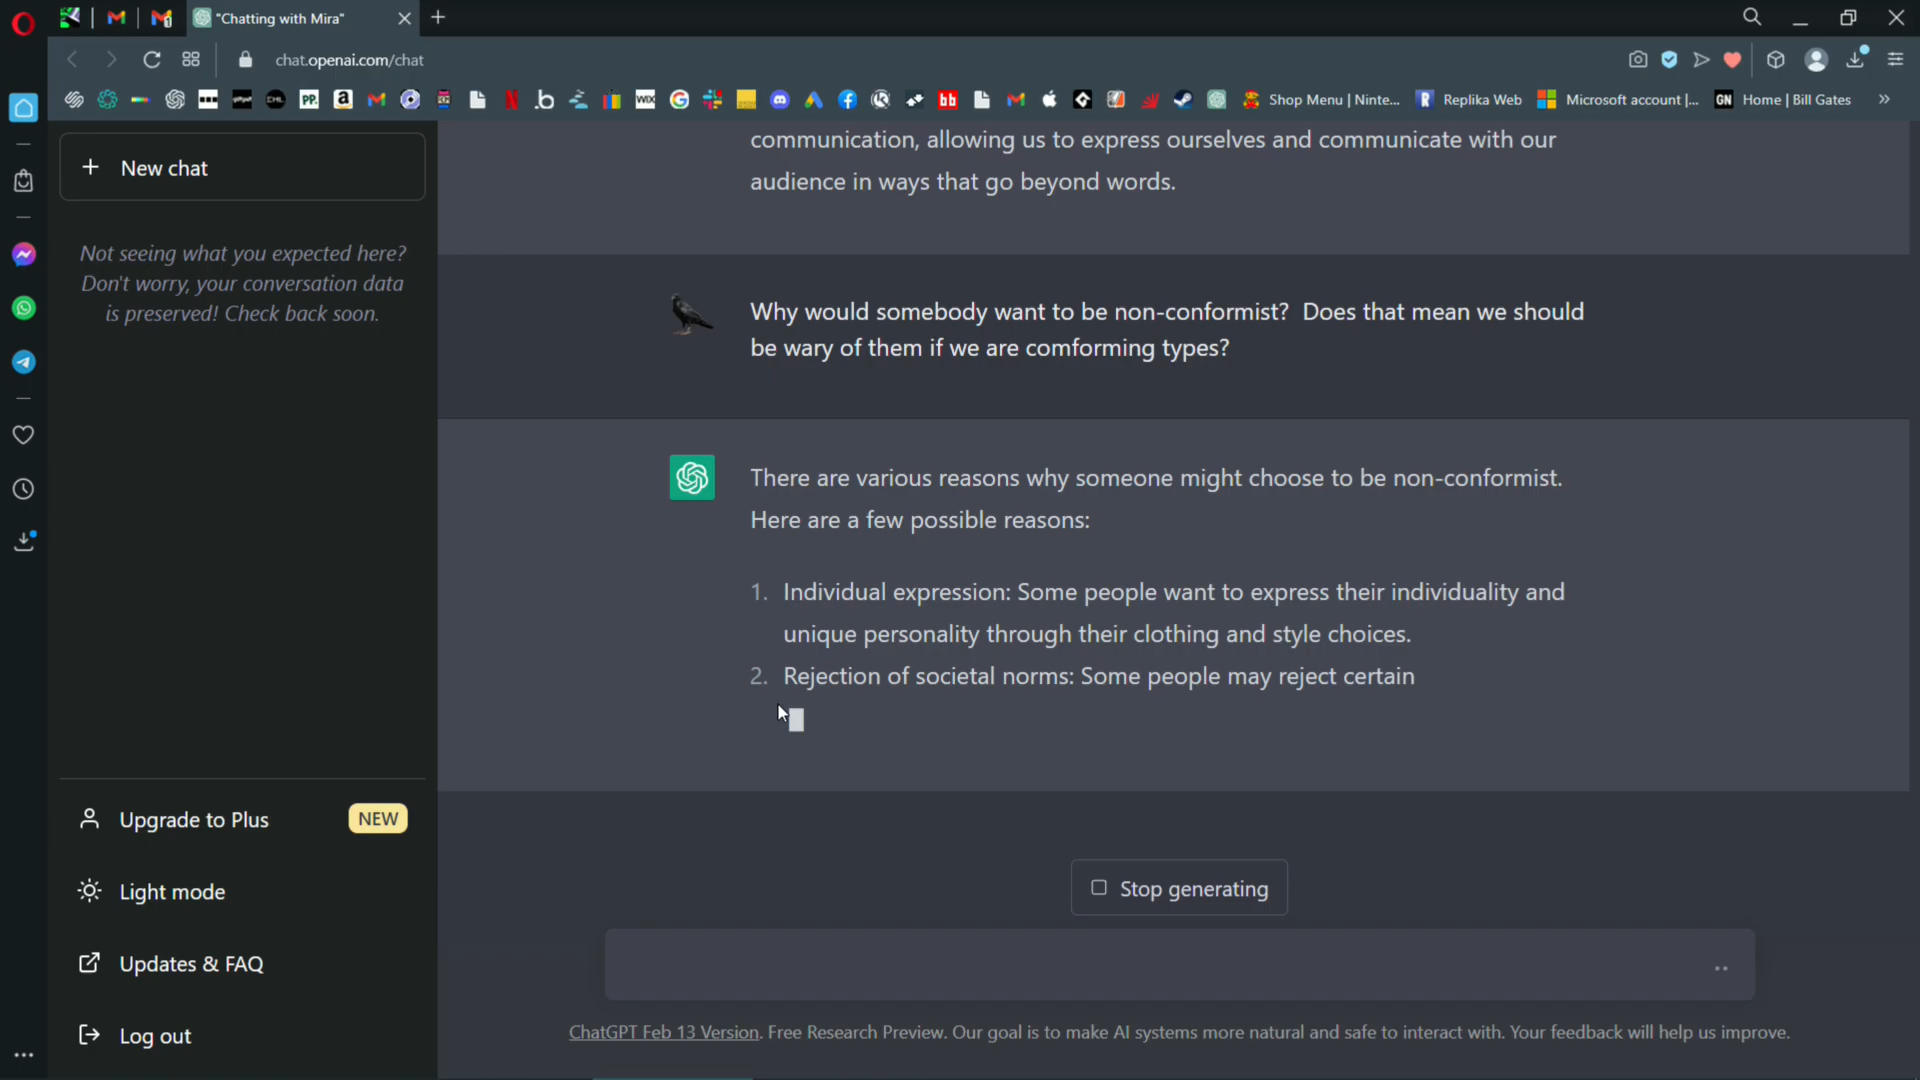 "Chatting with Mira"
chat.openai.com/chat
PP.
a
.b
WIX
G
bb
Shop Menu | Ninte...
R Replika Web
Microsoft account |...
GN Home | Bill Gates
»
New chat
Not seeing what you expected here?
Don't worry, your conversation data
is preserved! Check back soon.
Upgrade to Plus NEW
Light mode
Updates & FAQ
Log out
communication, allowing us to express ourselves and communicate with our
audience in ways that go beyond words.
Why would somebody want to be non-conformist? Does that mean we should
be wary of them if we are comforming types?
There are various reasons why someone might choose to be non-conformist.
Here are a few possible reasons:
1. Individual expression: Some people want to express their individuality and
unique personality through their clothing and style choices.
2. Rejection of societal norms: Some people may reject certain
Stop generating
ChatGPT Feb 13 Version. Free Research Preview. Our goal is to make AI systems more natural and safe to interact with. Your feedback will help us improve.